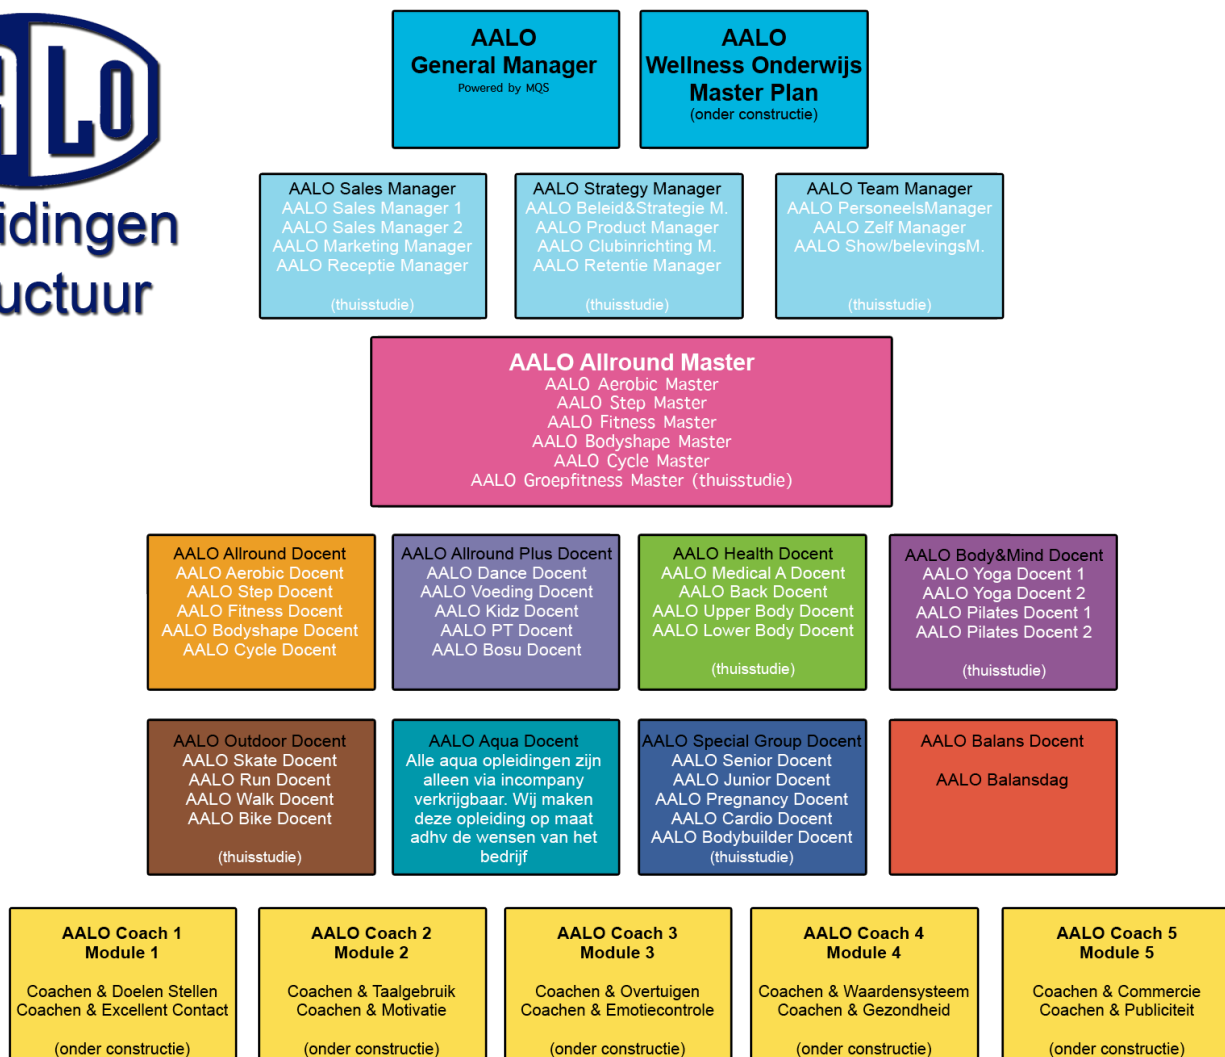 ALO
idingen
uctuur
AALO
General Manager
Powered by MQS
AALO
Wellness Onderwijs
Master Plan
(onder constructie)
AALO Sales Manager
AALO Sales Manager 1
AALO Sales Manager 2
AALO Marketing Manager
AALO Receptie Manager
(thuisstudie)
AALO Strategy Manager
AALO Beleid&Strategie M.
AALO Product Manager
AALO Clubinrichting M.
AALO Retentie Manager
(thuisstudie)
AALO Team Manager
AALO PersoneelsManager
AALO Zelf Manager
AALO Show/belevingsM.
(thuisstudie)
AALO Allround Master
AALO Aerobic Master
AALO Step Master
AALO Fitness Master
AALO Bodyshape Master
AALO Cycle Master
AALO Groepfitness Master (thuisstudie)
AALO Allround Docent
AALO Aerobic Docent
AALO Step Docent
AALO Fitness Docent
AALO Bodyshape Docent
AALO Cycle Docent
AALO Allround Plus Docent
AALO Dance Docent
AALO Voeding Docent
AALO Kidz Docent
AALO PT Docent
AALO Bosu Docent
AALO Health Docent
AALO Medical A Docent
AALO Back Docent
AALO Upper Body Docent
AALO Lower Body Docent
(thuisstudie)
AALO Body&Mind Docent
AALO Yoga Docent 1
AALO Yoga Docent 2
AALO Pilates Docent 1
AALO Pilates Docent 2
(thuisstudie)
AALO Outdoor Docent
AALO Skate Docent
AALO Run Docent
AALO Walk Docent
AALO Bike Docent
(thuisstudie)
AALO Aqua Docent
Alle aqua opleidingen zijn
alleen via incompany
verkrijgbaar. Wij maken
deze opleiding op maat
adhv de wensen van het
bedrijf
AALO Special Group Docent
AALO Senior Docent
AALO Junior Docent
AALO Pregnancy Docent
AALO Cardio Docent
AALO Bodybuilder Docent
(thuisstudie)
AALO Balans Docent
AALO Balansdag
AALO Coach 1
Module 1
Coachen & Doelen Stellen
Coachen & Excellent Contact
(onder constructie)
AALO Coach 2
Module 2
Coachen & Taalgebruik
Coachen & Motivatie
(onder constructie)
AALO Coach 3
Module 3
Coachen & Overtuigen
Coachen & Emotiecontrole
(onder constructie)
AALO Coach 4
Module 4
Coachen & Waardensysteem
Coachen & Gezondheid
(onder constructie)
AALO Coach 5
Module 5
Coachen & Commercie
Coachen & Publiciteit
(onder constructie)